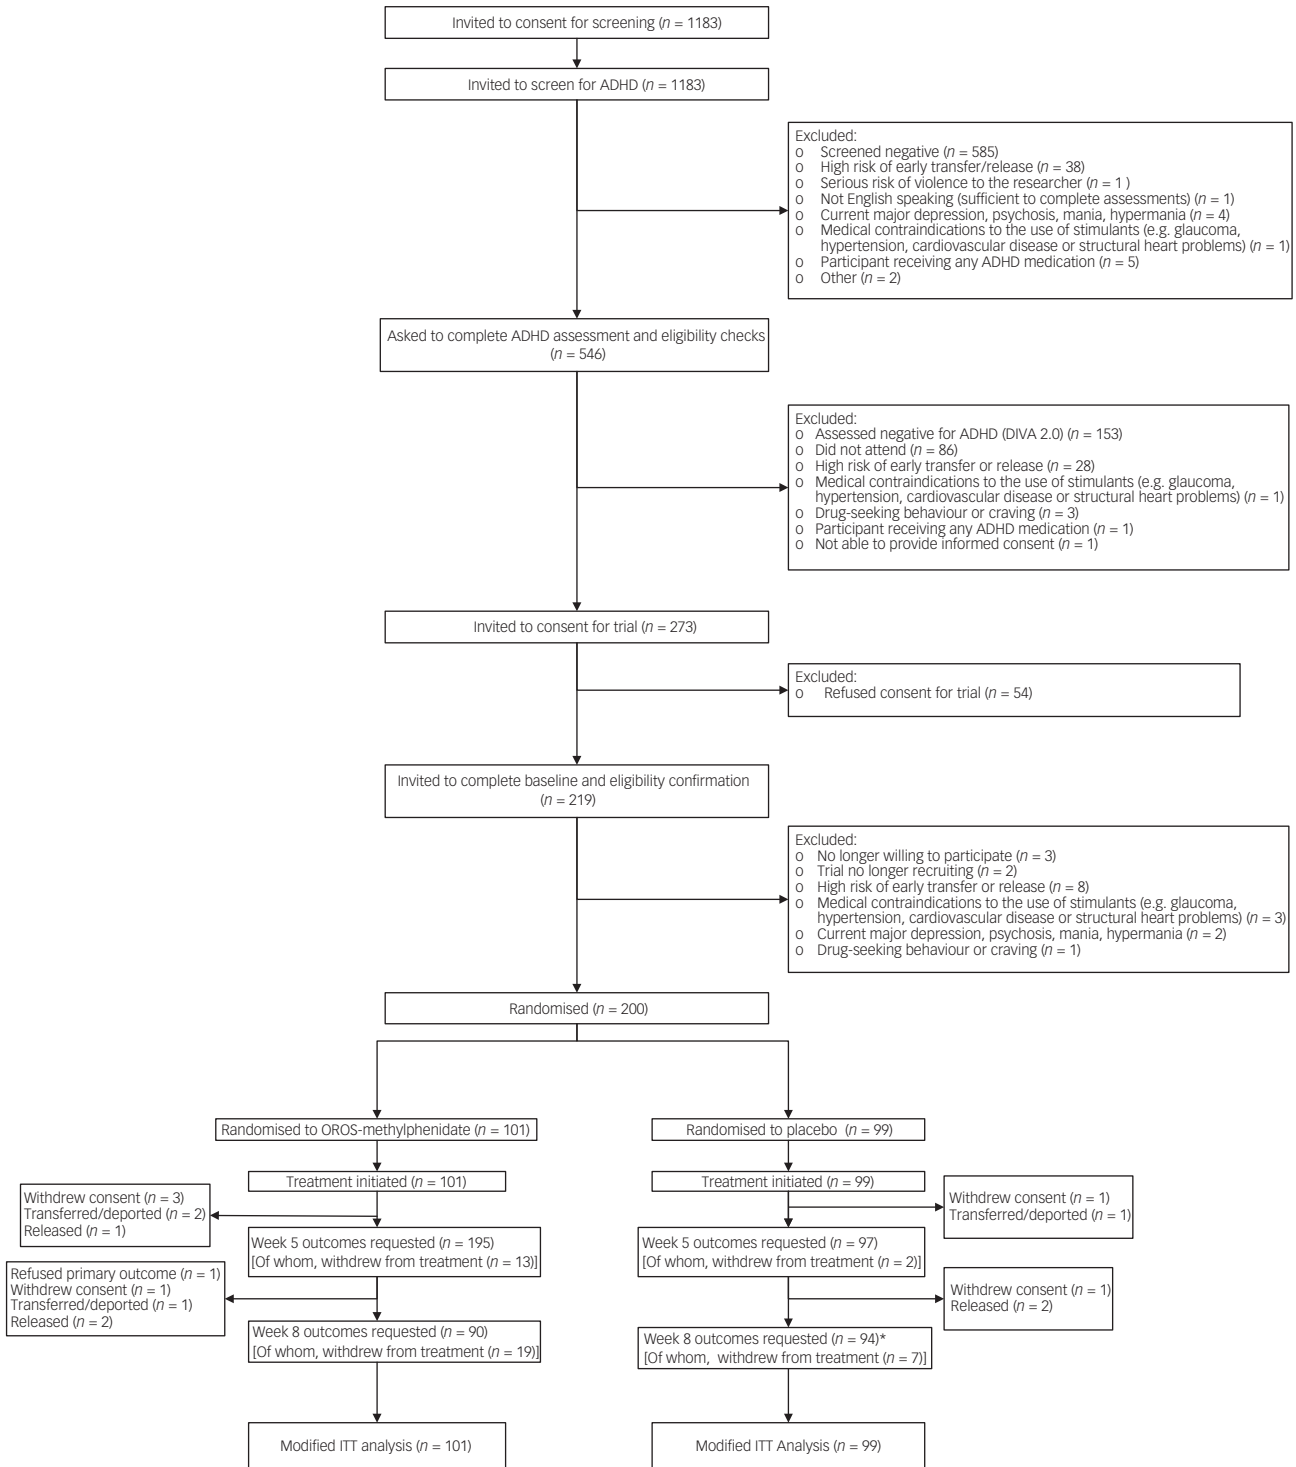 Invited to consent for screening (n = 1183)
Invited to screen for ADHD (n = 1183)
Excluded:
o Screened negative (n = 585)
o High risk of early transfer/release (n = 38)
o Serious risk of violence to the researcher (n = 1 )
o Not English speaking (sufficient to complete assessments) (n = 1)
o Current major depression, psychosis, mania, hypermania (n = 4)
o Medical contraindications to the use of stimulants (e.g. glaucoma,
hypertension, cardiovascular disease or structural heart problems) (n = 1)
o Participant receiving any ADHD medication (n = 5)
o Other (n = 2)
Asked to complete ADHD assessment and eligibility checks
(n = 546)
Excluded:
o Assessed negative for ADHD (DIVA 2.0) (n = 153)
o Did not attend (n = 86)
o High risk of early transfer or release (n = 28)
o Medical contraindications to the use of stimulants (e.g. glaucoma,
hypertension, cardiovascular disease or structural heart problems) (n = 1)
o Drug-seeking behaviour or craving (n = 3)
o Participant receiving any ADHD medication (n = 1)
o Not able to provide informed consent (n = 1)
Invited to consent for trial (n = 273)
Excluded:
o Refused consent for trial (n = 54)
Invited to complete baseline and eligibility confirmation
(n = 219)
Excluded:
o No longer willing to participate (n = 3)
o Trial no longer recruiting (n = 2)
o High risk of early transfer or release (n = 8)
o Medical contraindications to the use of stimulants (e.g. glaucoma,
hypertension, cardiovascular disease or structural heart problems) (n = 3)
o Current major depression, psychosis, mania, hypermania (n = 2)
o Drug-seeking behaviour or craving (n = 1)
Randomised (n = 200)
Randomised to OROS-methylphenidate (n = 101)
Randomised to placebo (n = 99)
Treatment initiated (n = 101)
Treatment initiated (n = 99)
Withdrew consent (n = 3)
Transferred/deported (n = 2)
Released (n = 1)
Withdrew consent (n = 1)
Transferred/deported (n = 1)
Week 5 outcomes requested (n = 195)
[Of whom, withdrew from treatment (n = 13)]
Week 5 outcomes requested (n = 97)
[Of whom, withdrew from treatment (n = 2)]
Refused primary outcome (n = 1)
Withdrew consent (n = 1)
Transferred/deported (n = 1)
Released (n = 2)
Withdrew consent (n = 1)
Released (n = 2)
Week 8 outcomes requested (n = 90)
[Of whom, withdrew from treatment (n = 19)]
Week 8 outcomes requested (n = 94)*
[Of whom, withdrew from treatment (n = 7)]
Modified ITT analysis (n = 101)
Modified ITT Analysis (n = 99)